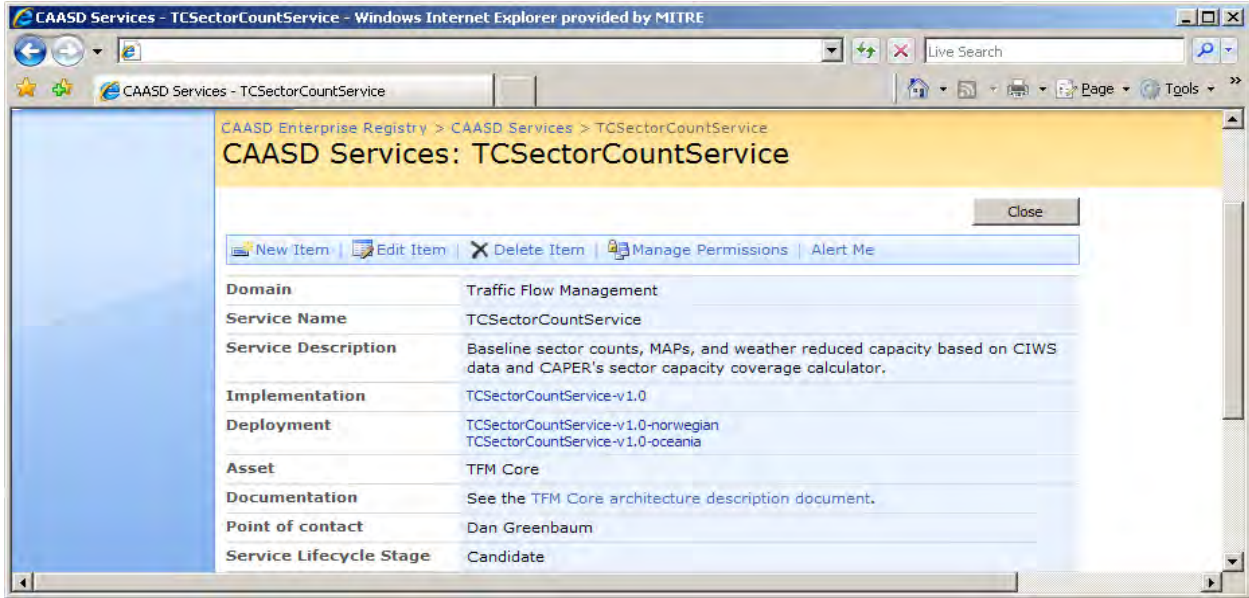 CAASD Services - TCSectorCountService - Windows Internet Explorer provided by MITRE
Live Search
CAASD Services - TCSectorCountService
Page
Tools
CAASD Enterprise Registry > CAASD Services > TCSectorCountService
CAASD Services: TCSectorCountService
Close
New Item | Edit Item | Delete Item | Manage Permissions | Alert Me
Domain Traffic Flow Management
Service Name TCSectorCountService
Service Description Baseline sector counts, MAPs, and weather reduced capacity based on CIWS
data and CAPER's sector capacity coverage calculator.
Implementation TCSectorCountService-v1.0
Deployment TCSectorCountService-v1.0-norwegian
TCSectorCountService-v1.0-oceania
Asset TFM Core
Documentation See the TFM Core architecture description document.
Point of contact Dan Greenbaum
Service Lifecycle Stage Candidate